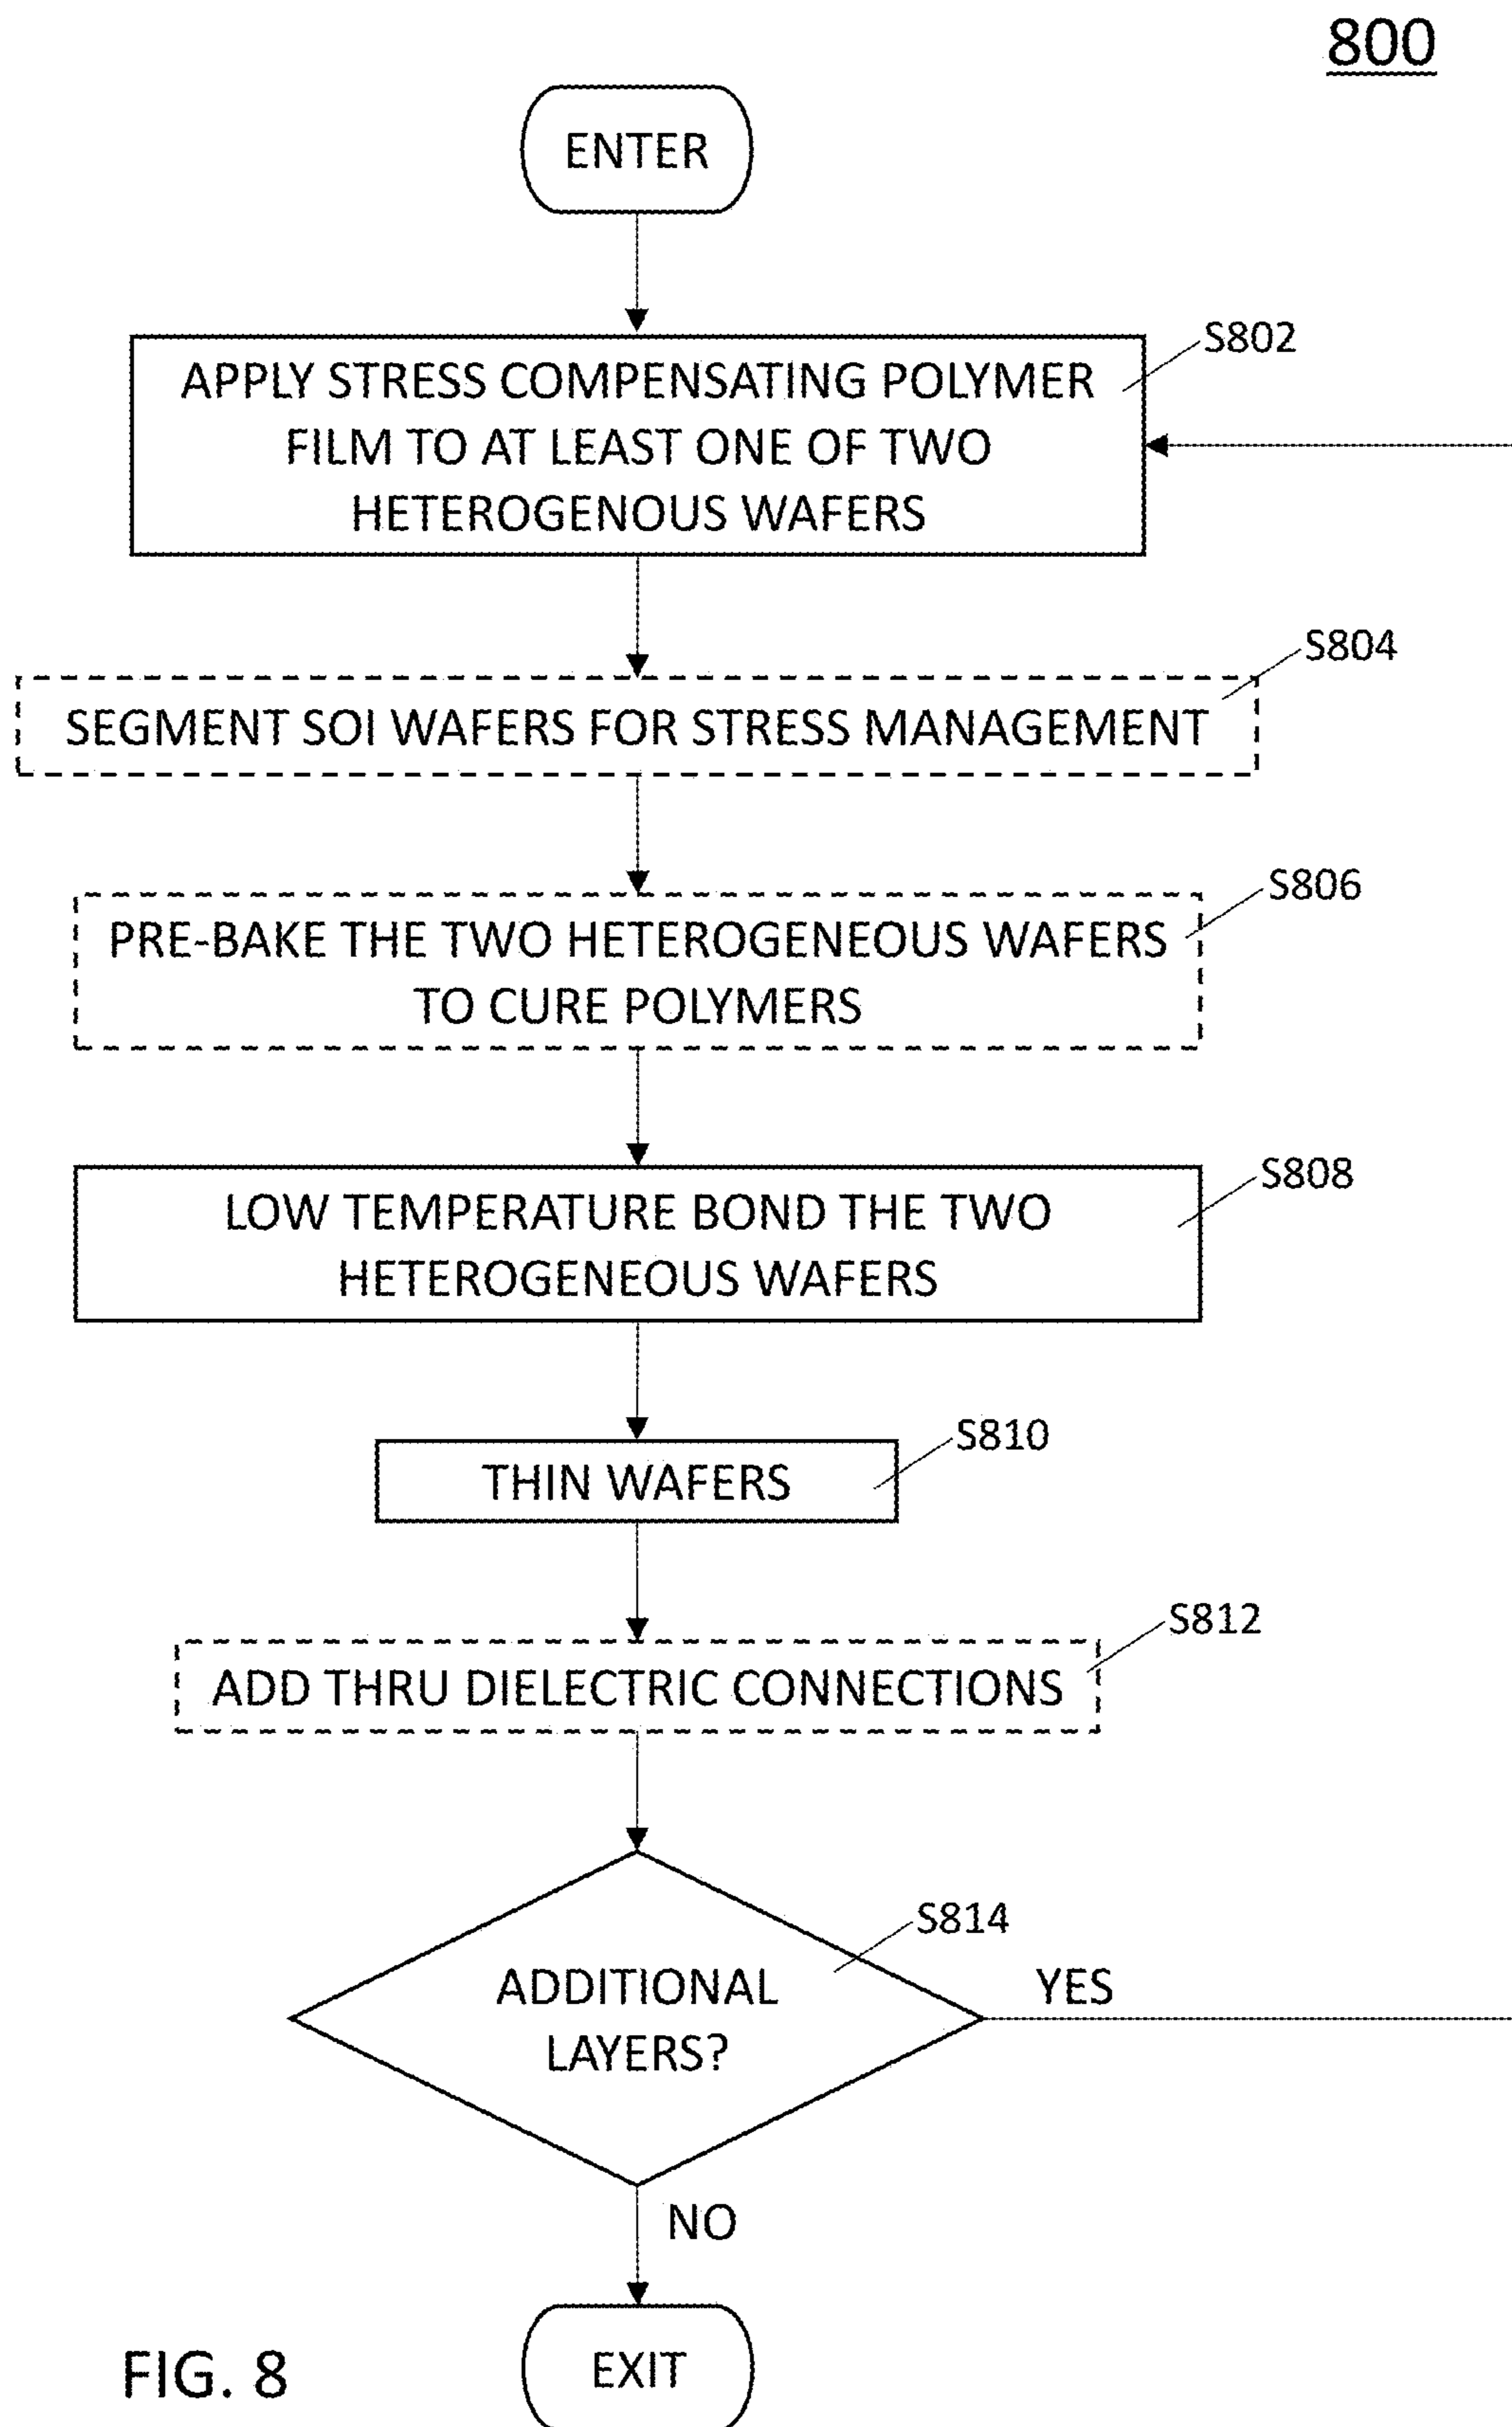 800
ENTER
S802
APPLY STRESS COMPENSATING POLYMER
FILM TO AT LEAST ONE OF TWO
HETEROGENOUS WAFERS
S804
SEGMENT SOI WAFERS FOR STRESS MANAGEMENT
S806
PRE-BAKE THE TWO HETEROGENEOUS WAFERS
TO CURE POLYMERS
S808
LOW TEMPERATURE BOND THE TWO
HETEROGENEOUS WAFERS
S810
THIN WAFERS
S812
ADD THRU DIELECTRIC CONNECTIONS
S814
ADDITIONAL
LAYERS?
YES
NO
EXIT
FIG. 8